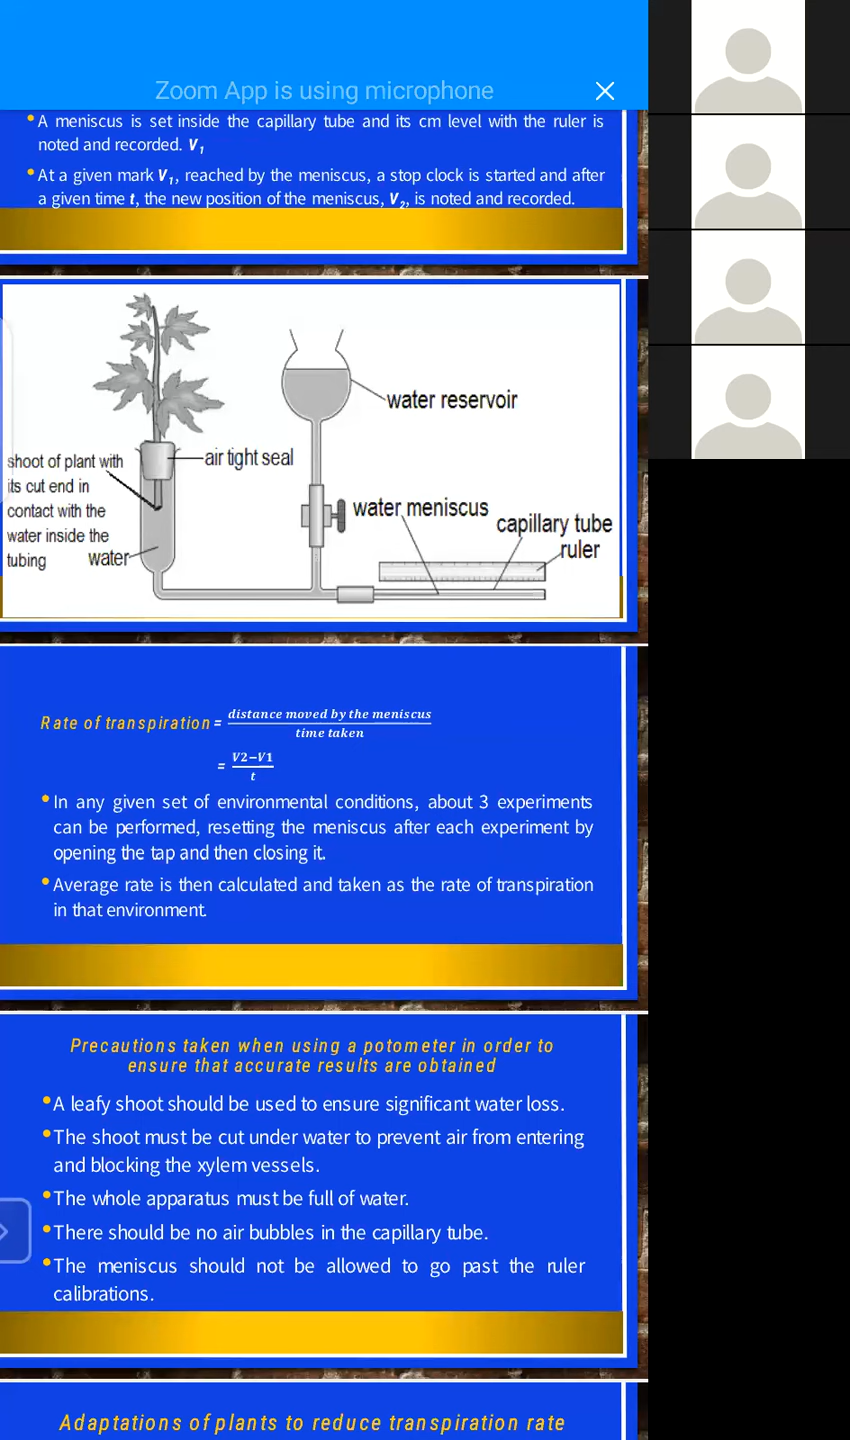 Zoom App is using microphone
• A meniscus is set inside the capillary tube and its cm level with the ruler is
noted and recorded. V1
• At a given mark V1, reached by the meniscus, a stop clock is started and after
a given time t, the new position of the meniscus, V2, is noted and recorded.
water reservoir
air tight seal
shoot of plant with
its cut end in
contact with the
water inside the
tubing
water
water meniscus
capillary tube
ruler
Rate of transpiration = distance moved by the meniscus
time taken
= V2−V1
t
• In any given set of environmental conditions, about 3 experiments
can be performed, resetting the meniscus after each experiment by
opening the tap and then closing it.
• Average rate is then calculated and taken as the rate of transpiration
in that environment.
Precautions taken when using a potometer in order to
ensure that accurate results are obtained
• A leafy shoot should be used to ensure significant water loss.
• The shoot must be cut under water to prevent air from entering
and blocking the xylem vessels.
• The whole apparatus must be full of water.
• There should be no air bubbles in the capillary tube.
• The meniscus should not be allowed to go past the ruler
calibrations.
Adaptations of plants to reduce transpiration rate